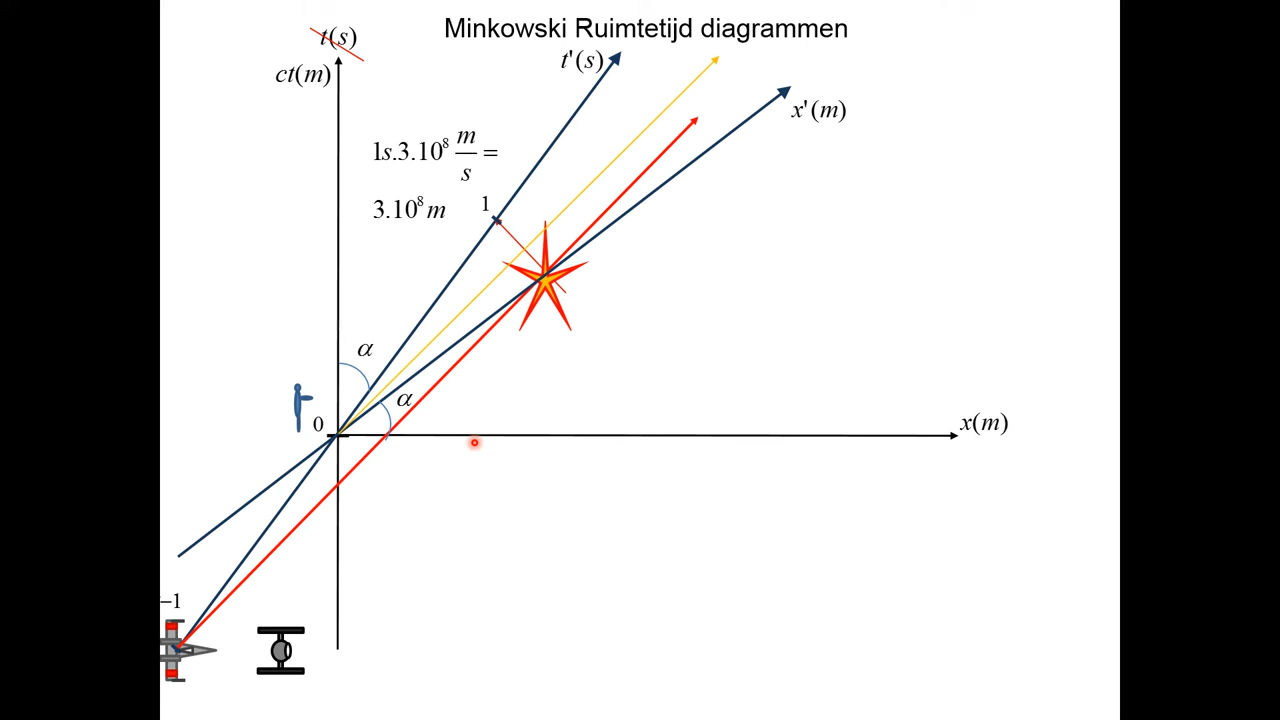 Minkowski Ruimtetijd diagrammen
t(s)
ct(m)
t'(s)
x'(m)
1s.3.10⁸ m/s =
3.10⁸ m
1
α
α
0
x(m)
−1